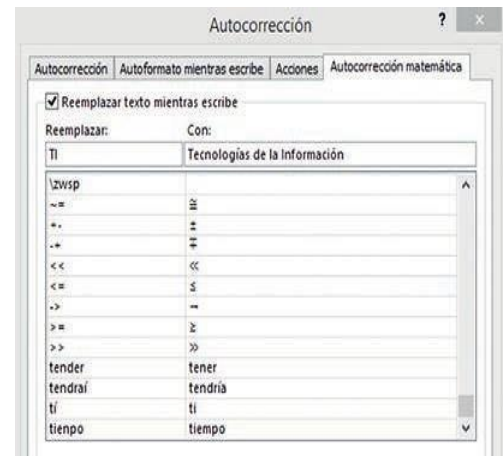 Autocorrección ? x
Autocorrección Autoformato mientras escribe Acciones Autocorrección matemática
Reemplazar texto mientras escribe
Reemplazar: Con:
TI Tecnologías de la Información
\zwsp
~= ≅
+- ±
-+ ∓
<< ≪
<= ≤
-> →
>= ≥
>> ≫
tender tener
tendraí tendría
tí ti
tienpo tiempo